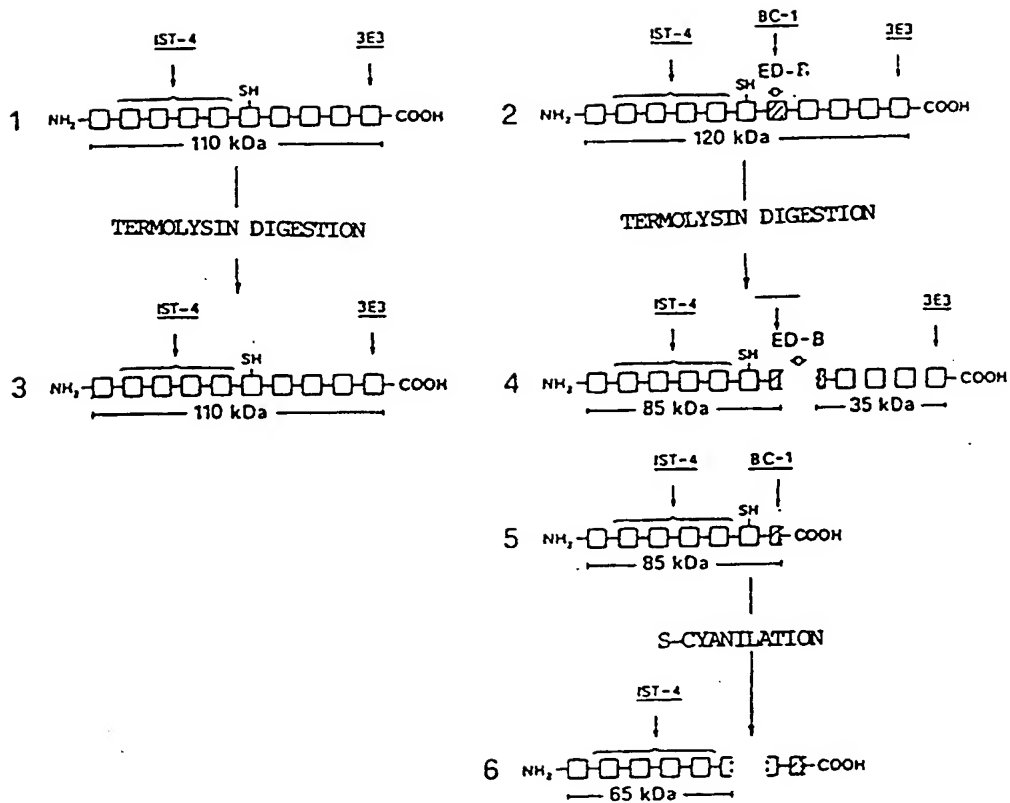 IST-4 3E3
SH
1 NH₂ COOH
110 kDa
TERMOLYSIN DIGESTION
IST-4 3E3
SH
3 NH₂ COOH
110 kDa
BC-1
IST-4 3E3
SH
2 NH₂ COOH
120 kDa
TERMOLYSIN DIGESTION
IST-4 3E3
ED-B
SH
4 NH₂ COOH
85 kDa 35 kDa
IST-4 BC-1
SH
5 NH₂ COOH
85 kDa
S-CYANILATION
IST-4
6 NH₂ COOH
65 kDa